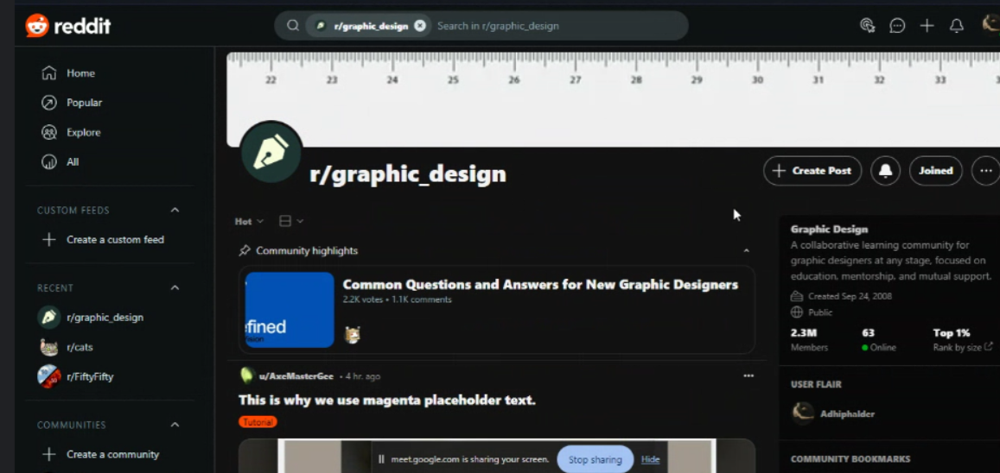 reddit
r/graphic_design
Search in r/graphic_design
Home
Popular
Explore
All
CUSTOM FEEDS
Create a custom feed
RECENT
r/graphic_design
r/cats
r/FiftyFifty
COMMUNITIES
Create a community
22 23 24 25 26 27 28 29 30 31 32 33
r/graphic_design
Create Post
Joined
Hot
Community highlights
Common Questions and Answers for New Graphic Designers
2.2K votes • 1.1K comments
fined
u/AxeMasterGee • 4 hr. ago
This is why we use magenta placeholder text.
Tutorial
meet.google.com is sharing your screen.
Stop sharing
Hide
Graphic Design
A collaborative learning community for
graphic designers at any stage, focused on
education, mentorship, and mutual support.
Created Sep 24, 2008
Public
2.3M 63 Top 1%
Members Online Rank by size
USER FLAIR
Adhiphalder
COMMUNITY BOOKMARKS